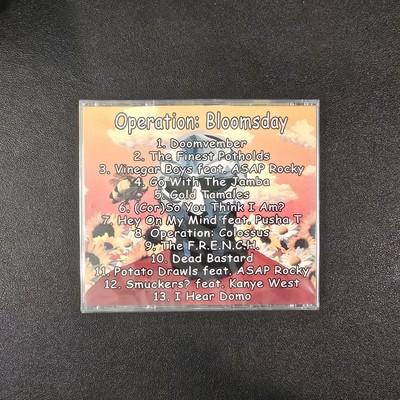 Operation: Bloomsday
1. Doomvember
2. The Finest Potholds
3. Vinegar Boys feat. ASAP Rocky
4. Go With The Jamba
5. Gold Tamales
6. (Cor)So You Think I Am?
7. Hey On My Mind feat. Pusha T
8. Operation: Colossus
9. The F.R.E.N.C.H.
10. Dead Bastard
11. Potato Drawls feat. ASAP Rocky
12. Smuckers? feat. Kanye West
13. I Hear Domo